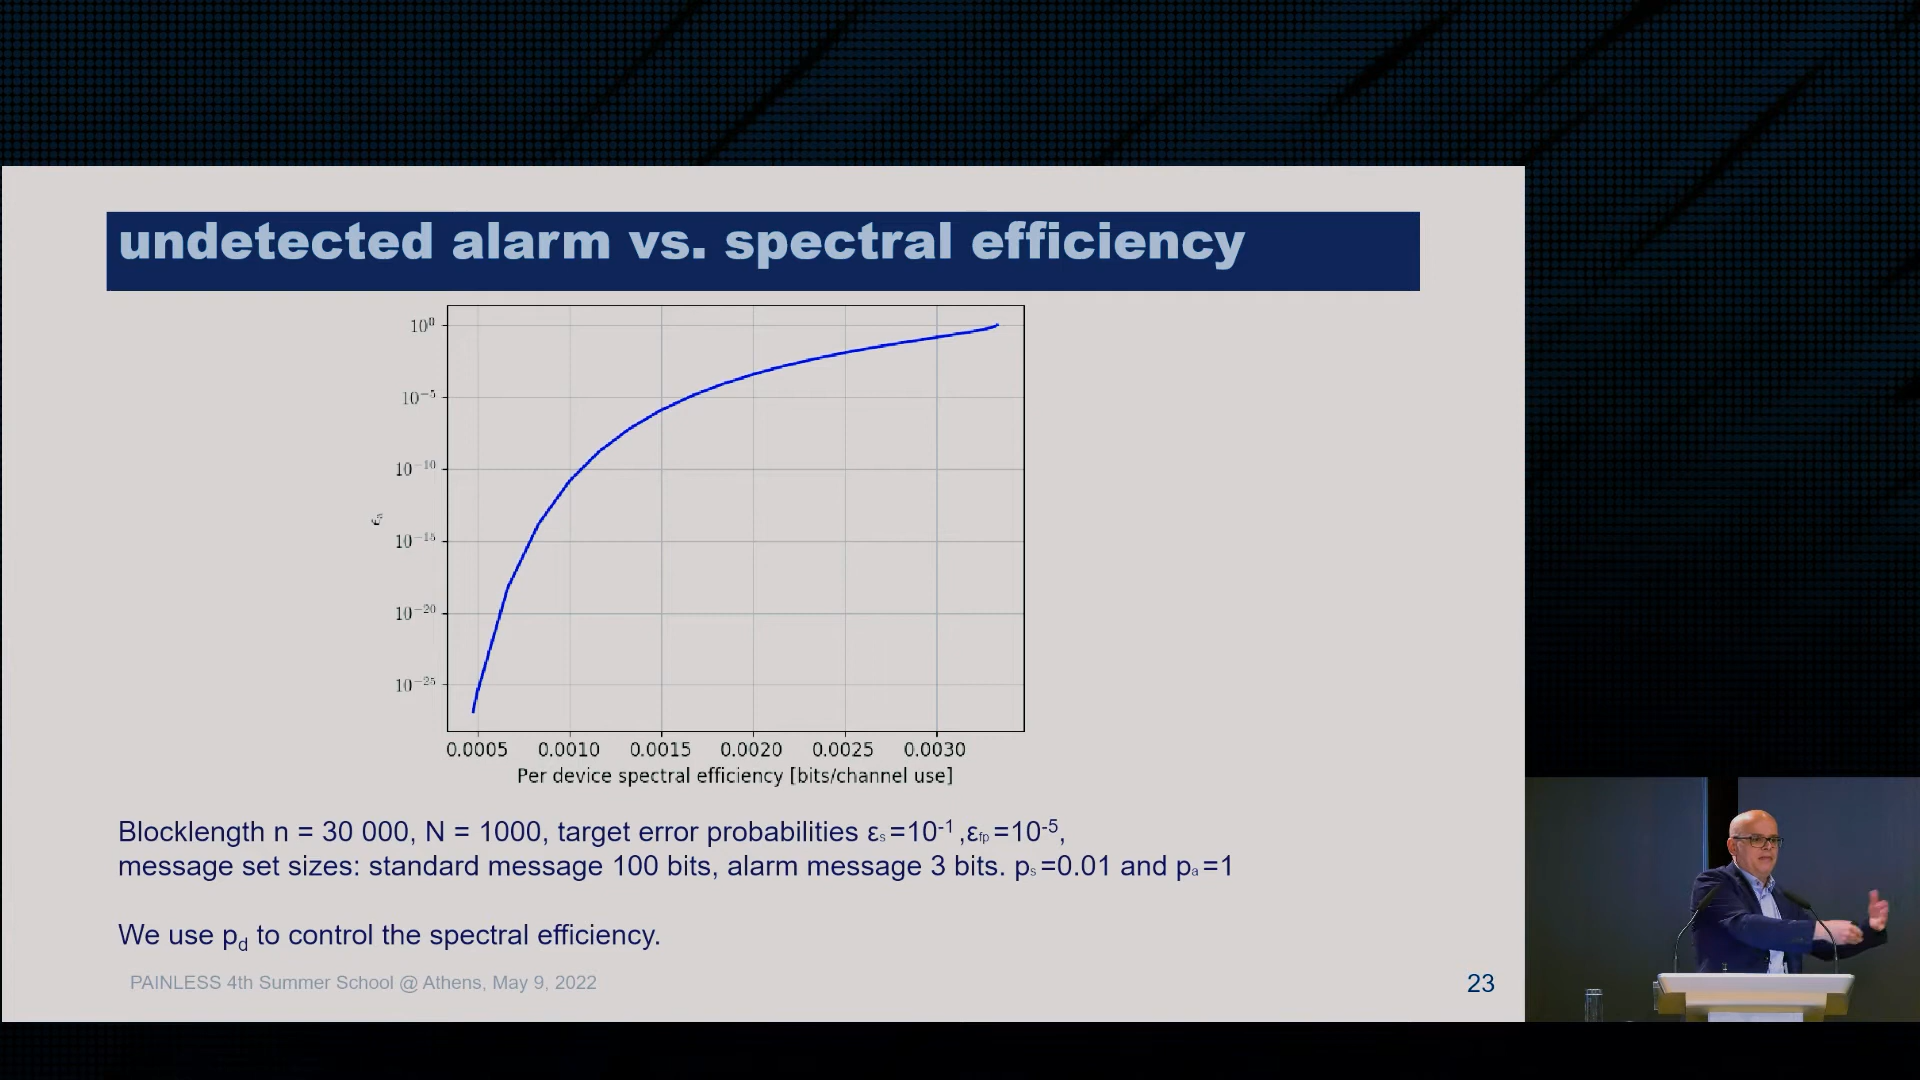 undetected alarm vs. spectral efficiency
10⁰
10⁻⁵
10⁻¹⁰
10⁻¹⁵
10⁻²⁰
10⁻²⁵
ϵₐ
0.0005 0.0010 0.0015 0.0020 0.0025 0.0030
Per device spectral efficiency [bits/channel use]
Blocklength n = 30 000, N = 1000, target error probabilities εₛ=10⁻¹ ,ε_fp=10⁻⁵,
message set sizes: standard message 100 bits, alarm message 3 bits. pₛ=0.01 and pₐ=1
We use p_d to control the spectral efficiency.
PAINLESS 4th Summer School @ Athens, May 9, 2022
23